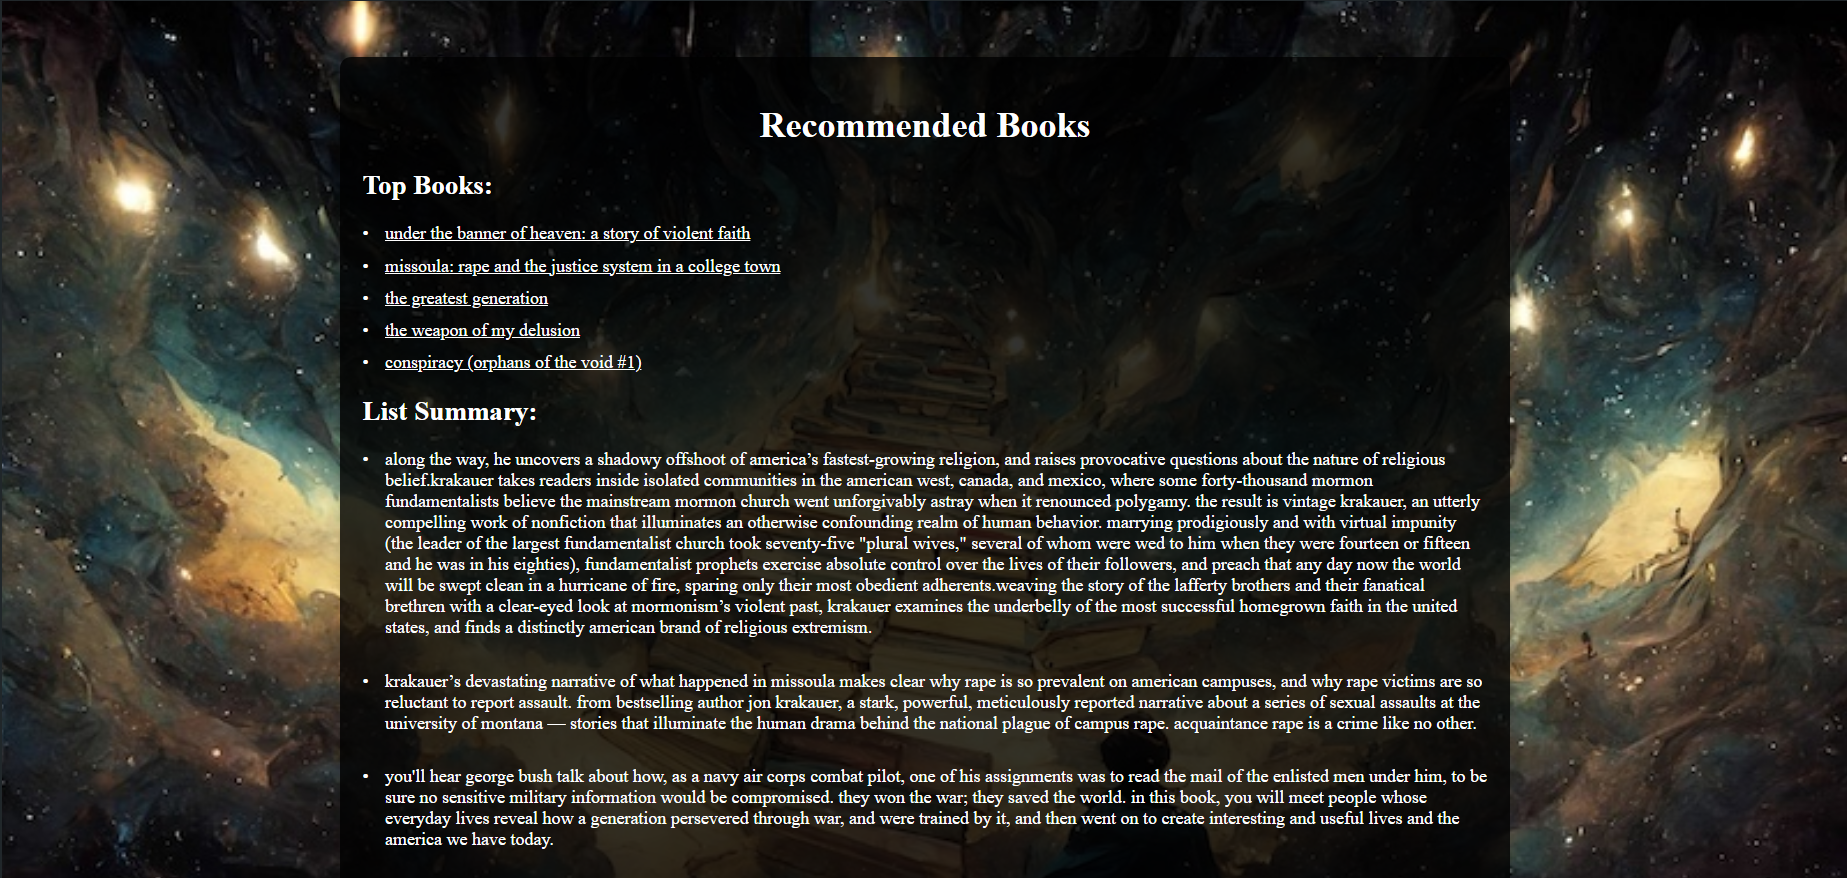 Recommended Books
Top Books:
• under the banner of heaven: a story of violent faith
• missoula: rape and the justice system in a college town
• the greatest generation
• the weapon of my delusion
• conspiracy (orphans of the void #1)
List Summary:
• along the way, he uncovers a shadowy offshoot of america’s fastest-growing religion, and raises provocative questions about the nature of religious
belief.krakauer takes readers inside isolated communities in the american west, canada, and mexico, where some forty-thousand mormon
fundamentalists believe the mainstream mormon church went unforgivably astray when it renounced polygamy. the result is vintage krakauer, an utterly
compelling work of nonfiction that illuminates an otherwise confounding realm of human behavior. marrying prodigiously and with virtual impunity
(the leader of the largest fundamentalist church took seventy-five "plural wives," several of whom were wed to him when they were fourteen or fifteen
and he was in his eighties), fundamentalist prophets exercise absolute control over the lives of their followers, and preach that any day now the world
will be swept clean in a hurricane of fire, sparing only their most obedient adherents.weaving the story of the lafferty brothers and their fanatical
brethren with a clear-eyed look at mormonism’s violent past, krakauer examines the underbelly of the most successful homegrown faith in the united
states, and finds a distinctly american brand of religious extremism.
• krakauer’s devastating narrative of what happened in missoula makes clear why rape is so prevalent on american campuses, and why rape victims are so
reluctant to report assault. from bestselling author jon krakauer, a stark, powerful, meticulously reported narrative about a series of sexual assaults at the
university of montana — stories that illuminate the human drama behind the national plague of campus rape. acquaintance rape is a crime like no other.
• you'll hear george bush talk about how, as a navy air corps combat pilot, one of his assignments was to read the mail of the enlisted men under him, to be
sure no sensitive military information would be compromised. they won the war; they saved the world. in this book, you will meet people whose
everyday lives reveal how a generation persevered through war, and were trained by it, and then went on to create interesting and useful lives and the
america we have today.